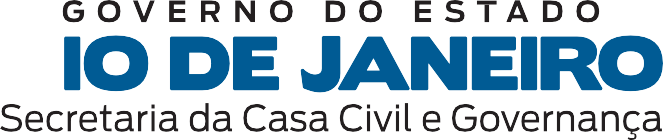 GOVERNO DO ESTADO
IO DE JANEIRO
Secretaria da Casa Civil e Governança